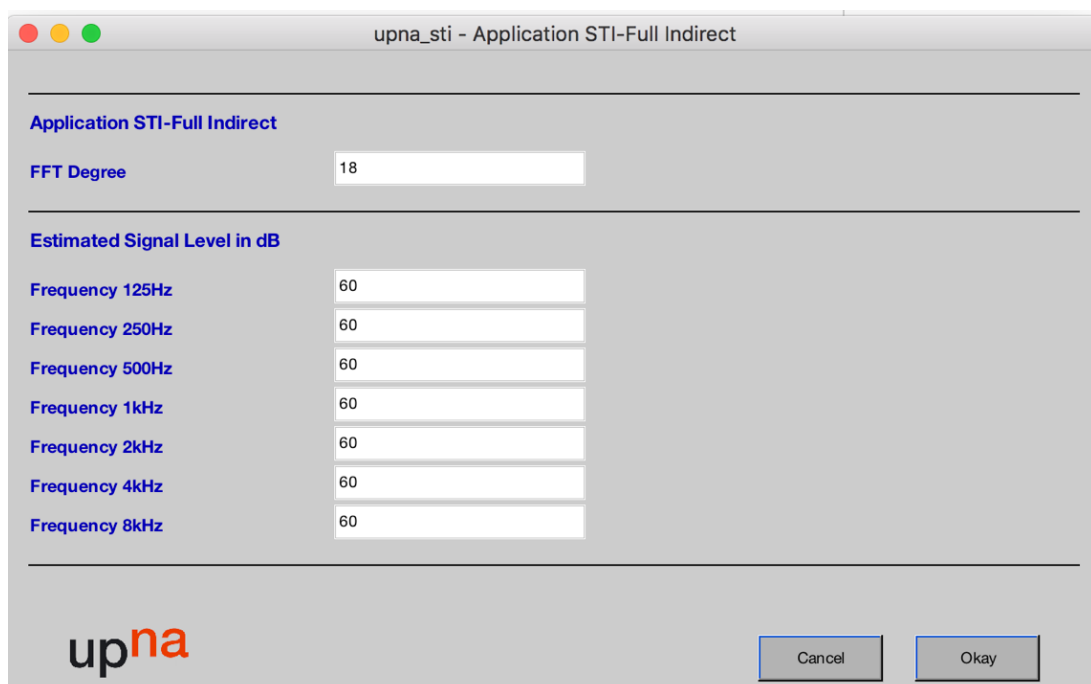 upna_sti - Application STI-Full Indirect
Application STI-Full Indirect
FFT Degree 18
Estimated Signal Level in dB
Frequency 125Hz 60
Frequency 250Hz 60
Frequency 500Hz 60
Frequency 1kHz 60
Frequency 2kHz 60
Frequency 4kHz 60
Frequency 8kHz 60
upna
Cancel Okay